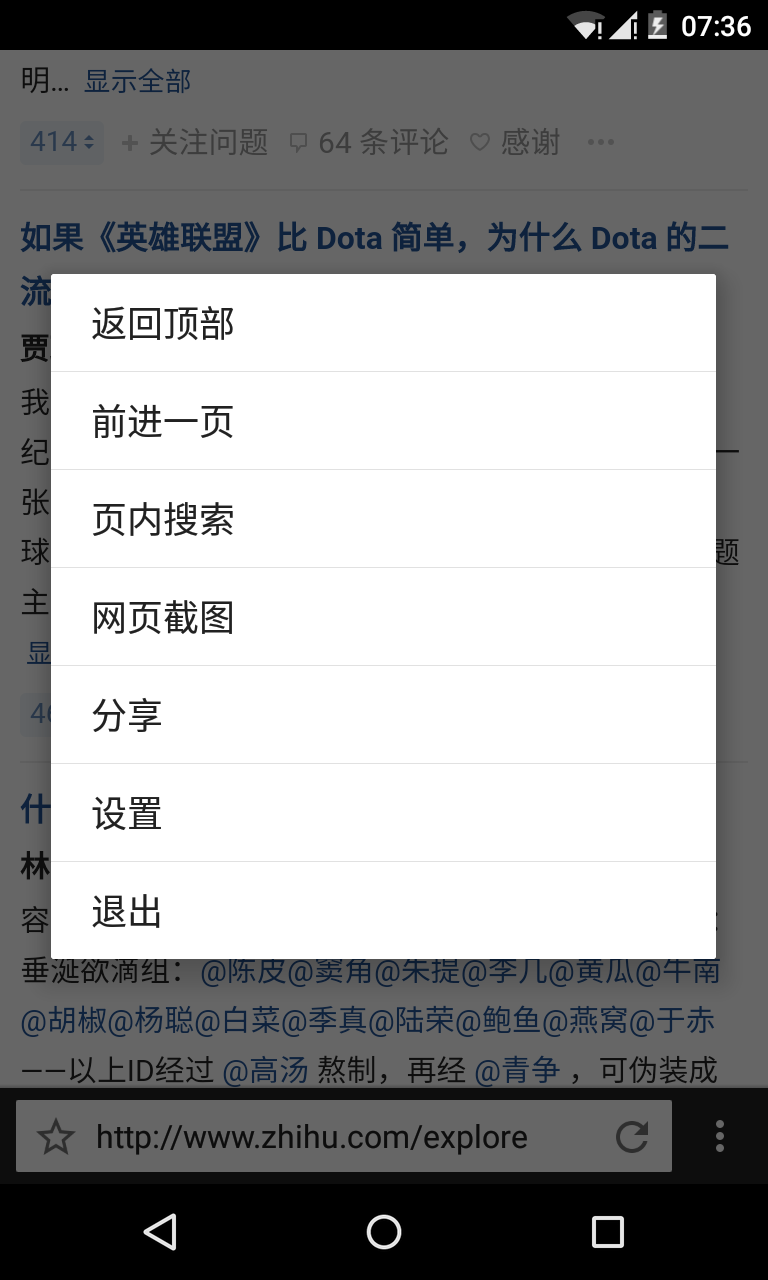 07:36
明... 显示全部
414 关注问题 64 条评论 感谢
如果《英雄联盟》比 Dota 简单，为什么 Dota 的二
流
返回顶部
贾
我
前进一页
纪 一
张
页内搜索
球 题
主
网页截图
显
46
分享
什
设置
林
容
退出
垂涎欲滴组：@陈皮@窦角@朱提@李几@黄瓜@牛南
@胡椒@杨聪@白菜@季真@陆荣@鲍鱼@燕窝@于赤
——以上ID经过 @高汤 熬制，再经 @青争 ，可伪装成
http://www.zhihu.com/explore